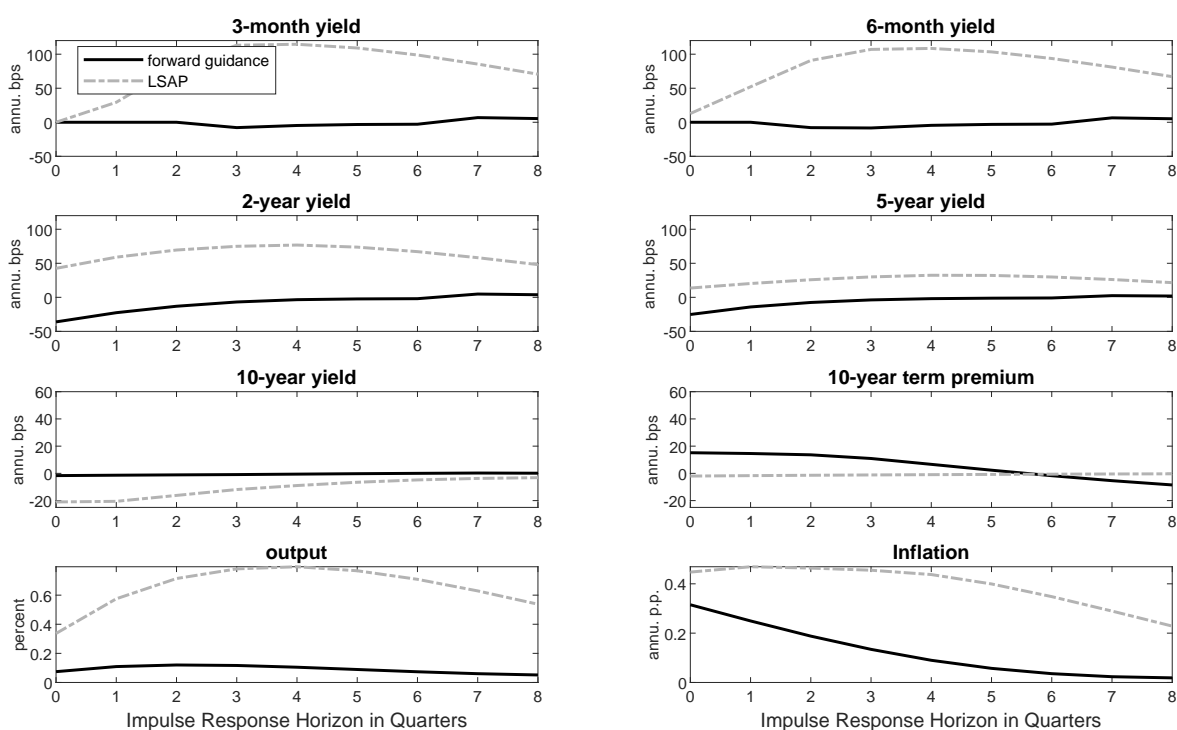 3-month yield
annu. bps
100
50
0
-50
forward guidance
LSAP
0 1 2 3 4 5 6 7 8
6-month yield
annu. bps
100
50
0
-50
0 1 2 3 4 5 6 7 8
2-year yield
annu. bps
100
50
0
-50
0 1 2 3 4 5 6 7 8
5-year yield
annu. bps
100
50
0
-50
0 1 2 3 4 5 6 7 8
10-year yield
annu. bps
60
40
20
0
-20
0 1 2 3 4 5 6 7 8
10-year term premium
annu. bps
60
40
20
0
-20
0 1 2 3 4 5 6 7 8
output
percent
0.6
0.4
0.2
0
0 1 2 3 4 5 6 7 8
Impulse Response Horizon in Quarters
Inflation
annu. p.p.
0.4
0.2
0
0 1 2 3 4 5 6 7 8
Impulse Response Horizon in Quarters